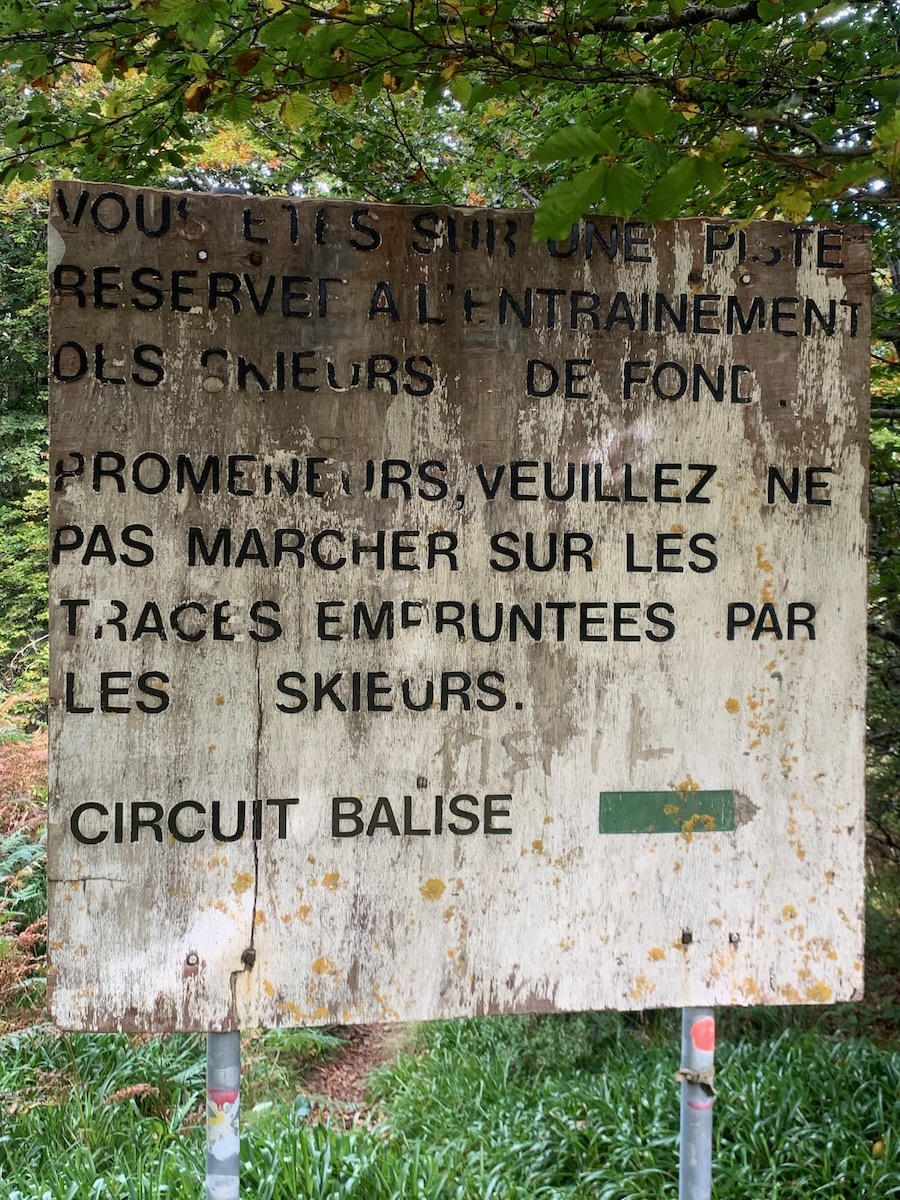 VOUS ETES SUR UNE PISTE
RESERVEE A L'ENTRAINEMENT
DES SKIEURS DE FOND.
PROMENEURS, VEUILLEZ NE
PAS MARCHER SUR LES
TRACES EMPRUNTEES PAR
LES SKIEURS.
CIRCUIT BALISE